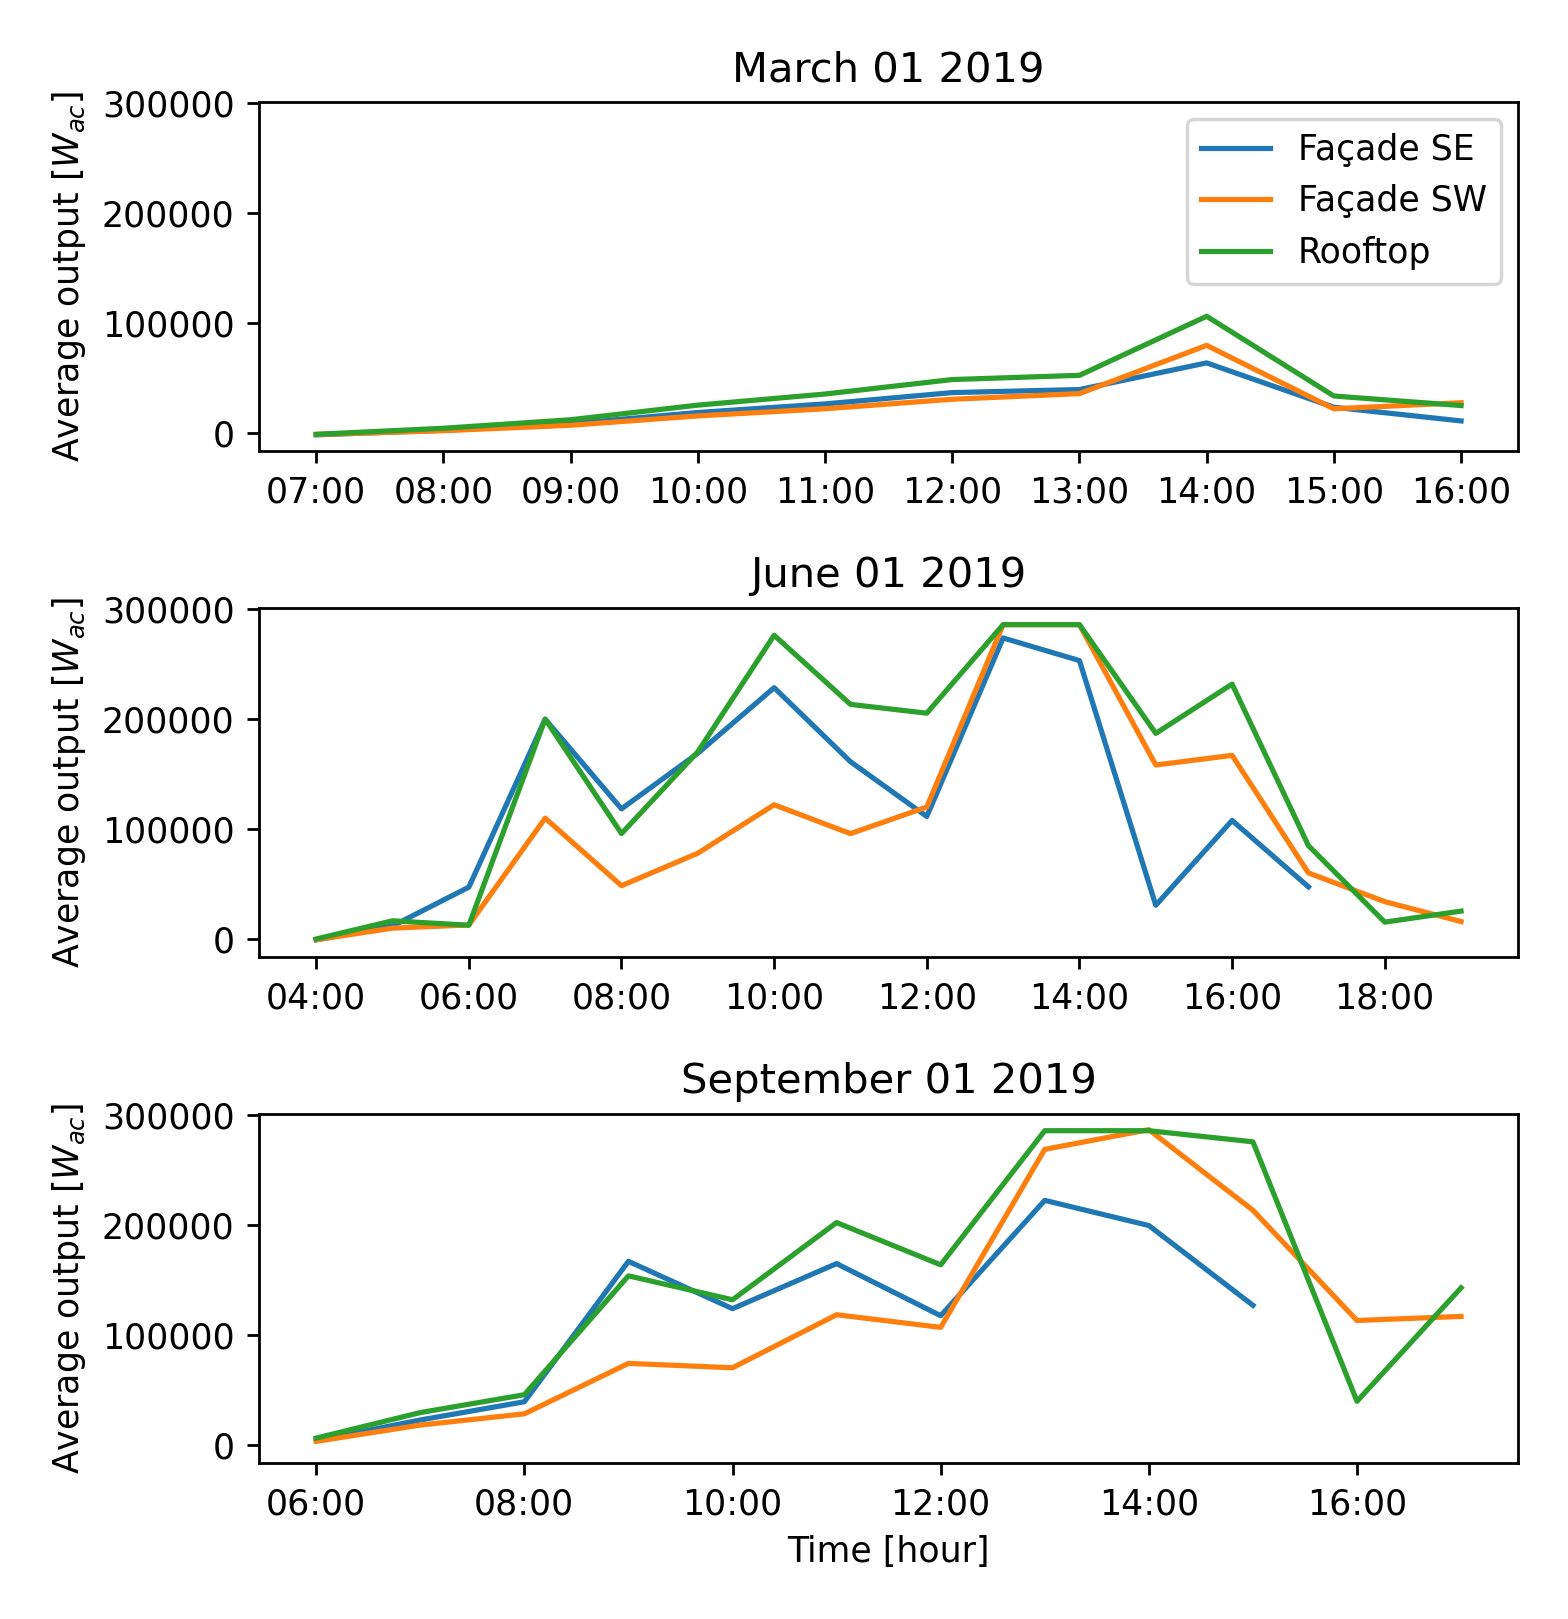 March 01 2019
Average output [W_ac]
300000
200000
100000
0
Façade SE
Façade SW
Rooftop
07:00 08:00 09:00 10:00 11:00 12:00 13:00 14:00 15:00 16:00
June 01 2019
Average output [W_ac]
300000
200000
100000
0
04:00 06:00 08:00 10:00 12:00 14:00 16:00 18:00
September 01 2019
Average output [W_ac]
300000
200000
100000
0
06:00 08:00 10:00 12:00 14:00 16:00
Time [hour]